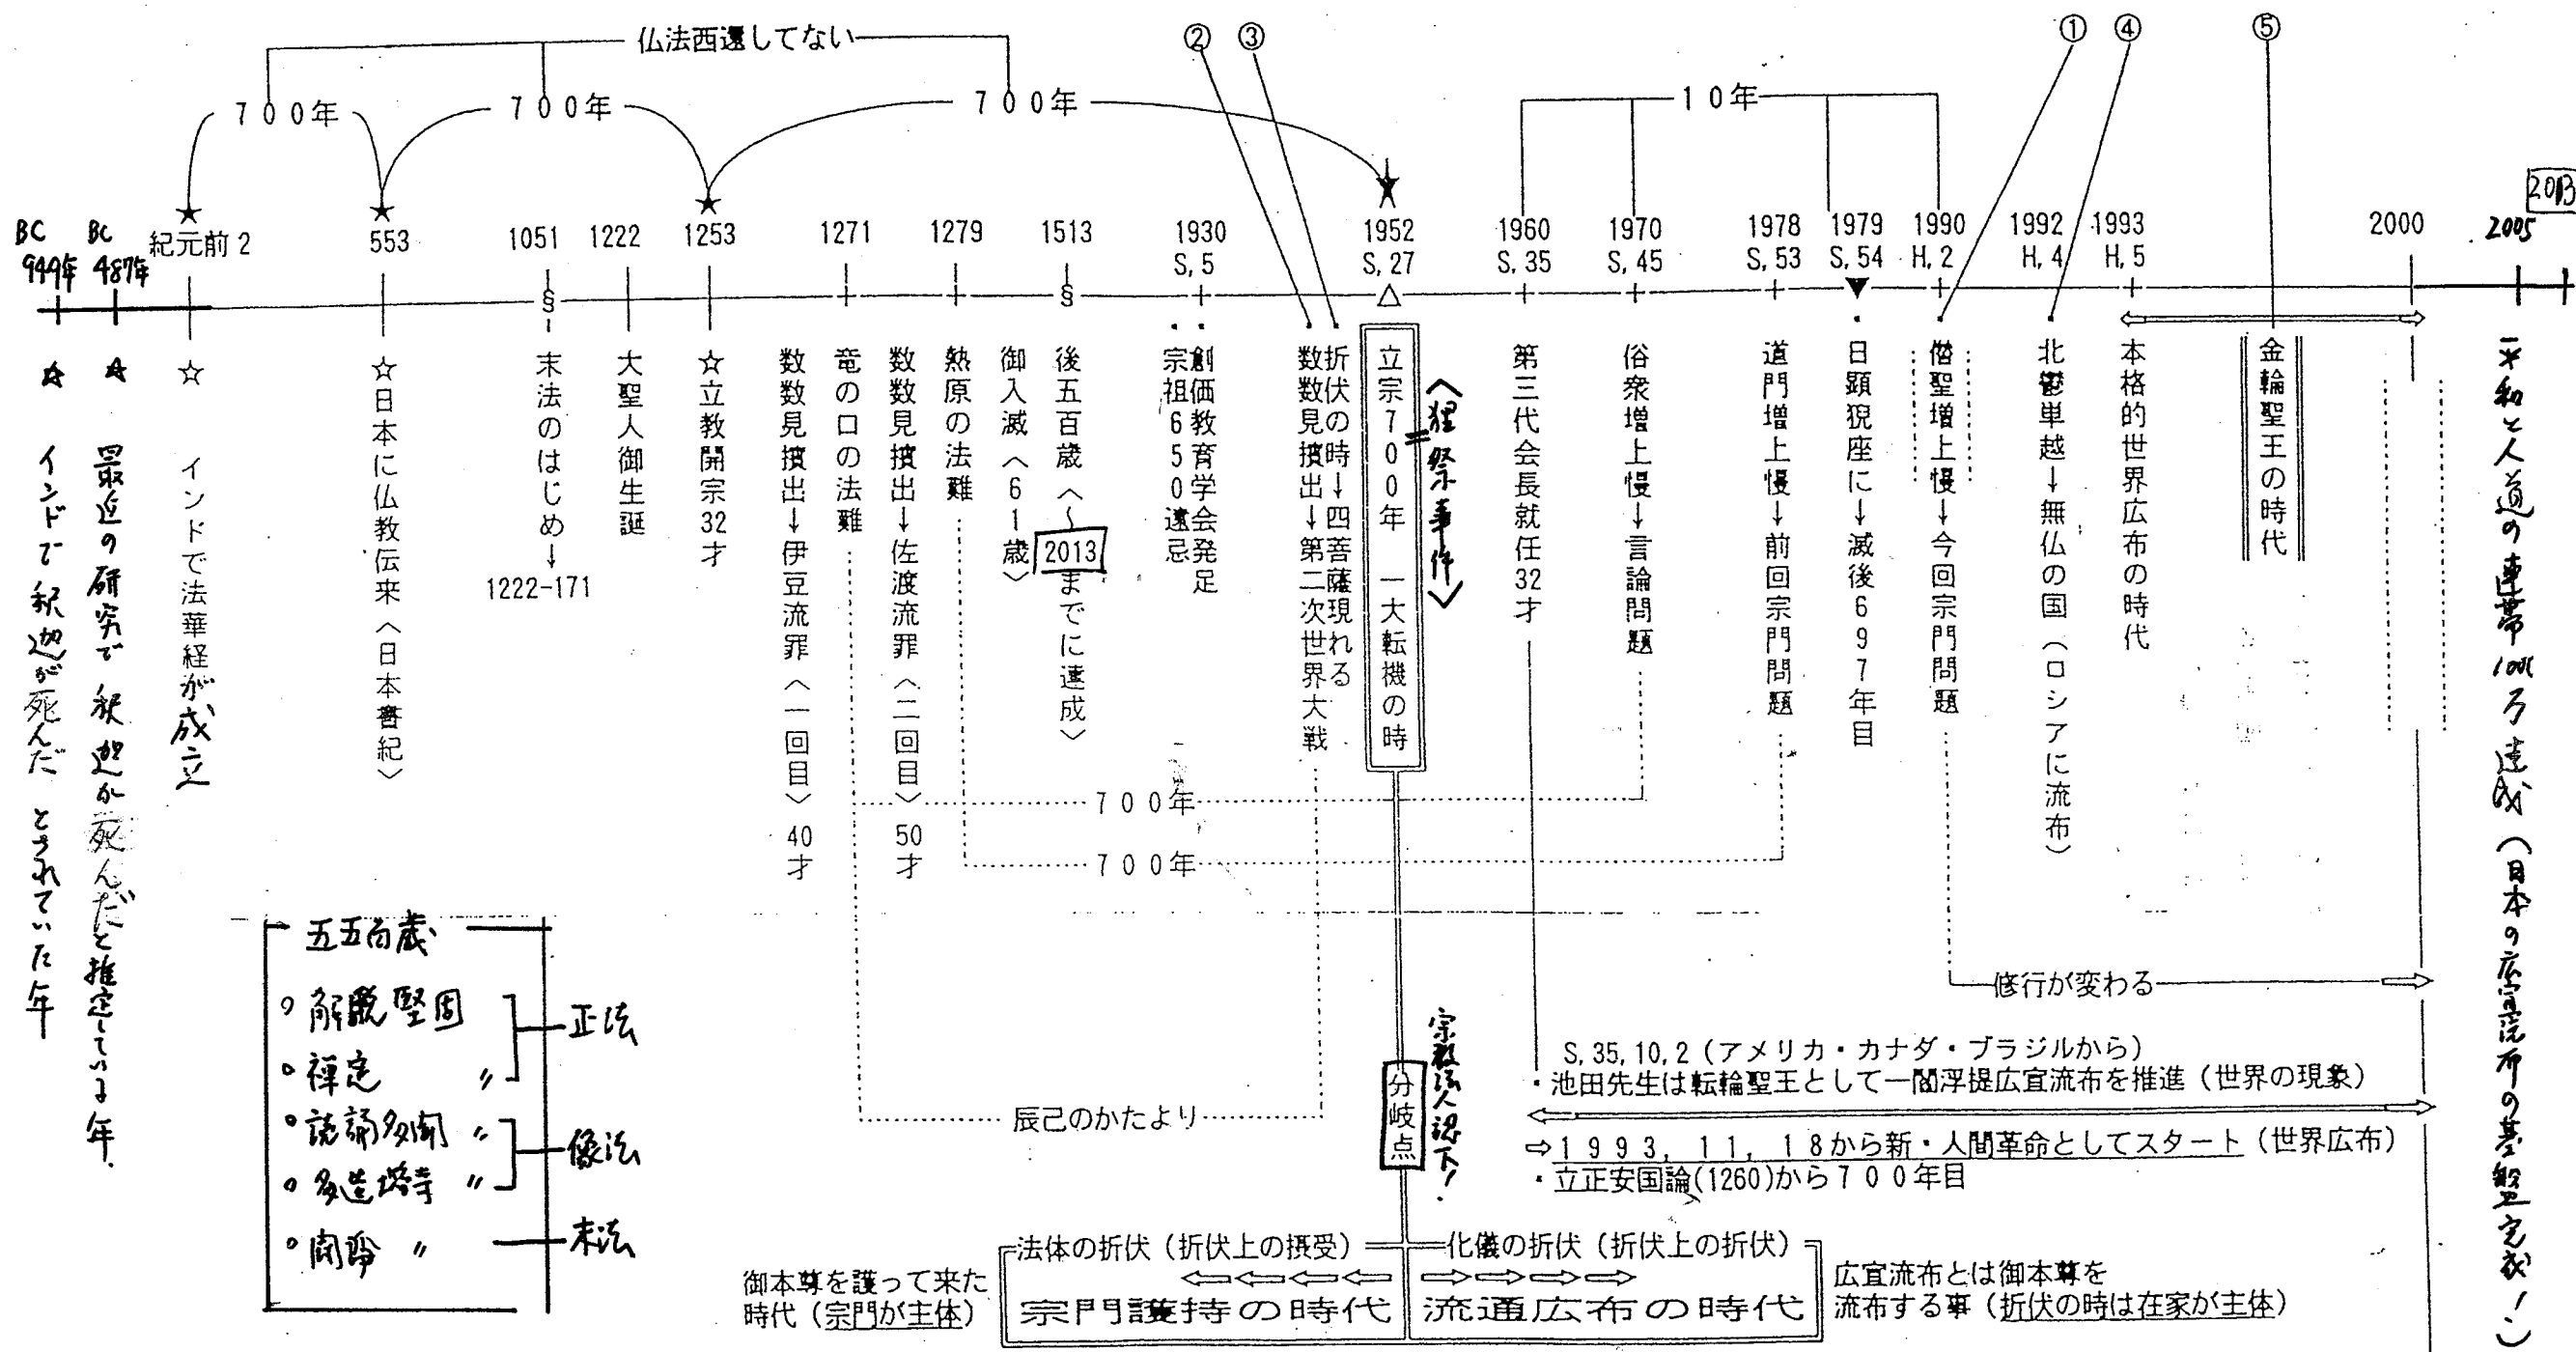 ② ③ ① ④ ⑤
仏法西還してない
700年
700年
700年
10年
BC
949年
BC
487年
紀元前2
553
1051
1222
1253
1271
1279
1513
1930
S, 5
1952
S, 27
1960
S, 35
1970
S, 45
1978
S, 53
1979
S, 54
1990
H, 2
1992
H, 4
1993
H, 5
2000
2005
2013
☆ インドで釈迦が死んだとされていた年
☆ 最近の研究で釈迦が死んだと推定している年.
☆ インドで法華経が成立
☆日本に仏教伝来〈日本書紀〉
末法のはじめ→
1222-171
大聖人御生誕
☆立教開宗32才
数数見擯出→伊豆流罪〈一回目〉40才
竜の口の法難
数数見擯出→佐渡流罪〈二回目〉50才
熱原の法難
御入滅〈61歳〉
後五百歳〈〜2013までに達成〉
宗祖650遠忌
創価教育学会発足
数数見擯出→第二次世界大戦
折伏の時→四菩薩現れる
立宗700年 一大転機の時
〈狸祭事件〉
第三代会長就任32才
俗衆増上慢→言論問題
道門増上慢→前回宗門問題
日顕猊座に→滅後697年目
僭聖増上慢→今回宗門問題
北鬱単越→無仏の国(ロシアに流布)
本格的世界広布の時代
金輪聖王の時代
和と人道の連帯1000万達成(日本の広宣流布の基盤完成!)
700年
700年
五五百歳
・解脱堅固
・禅定 〃
正法
・読誦多聞 〃
・多造塔寺 〃
像法
・闘諍 〃
末法
辰己のかたより
分岐点
宗教法人認下!
修行が変わる
S, 35, 10, 2(アメリカ・カナダ・ブラジルから)
・池田先生は転輪聖王として一閻浮提広宣流布を推進(世界の現象)
⇨1993, 11, 18から新・人間革命としてスタート(世界広布)
・立正安国論(1260)から700年目
法体の折伏(折伏上の摂受)
化儀の折伏(折伏上の折伏)
御本尊を護って来た
時代(宗門が主体)
宗門護持の時代
流通広布の時代
広宣流布とは御本尊を
流布する事(折伏の時は在家が主体)